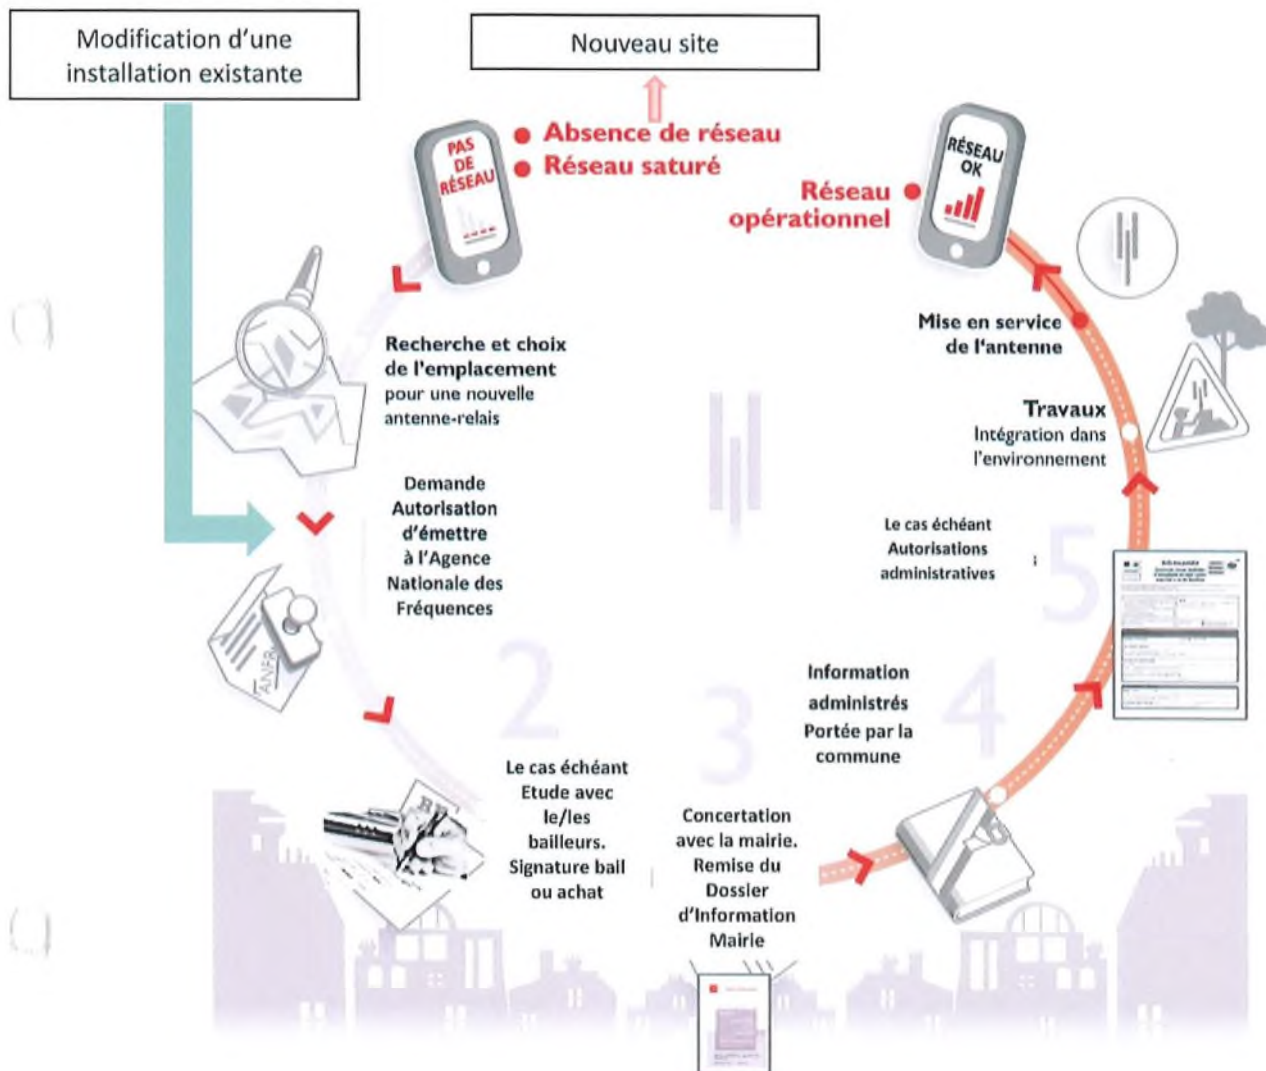 Modification d'une
installation existante
Nouveau site
PAS
DE
RÉSEAU
Absence de réseau
Réseau saturé
RÉSEAU
OK
Réseau
opérationnel
Recherche et choix
de l'emplacement
pour une nouvelle
antenne-relais
Mise en service
de l'antenne
Travaux
Intégration dans
l'environnement
Demande
Autorisation
d'émettre
à l'Agence
Nationale des
Fréquences
ANFR
Le cas échéant
Autorisations
administratives
5
2
3
4
Information
administrés
Portée par la
commune
Le cas échéant
Etude avec
le/les
bailleurs.
Signature bail
ou achat
Concertation
avec la mairie.
Remise du
Dossier
d'Information
Mairie